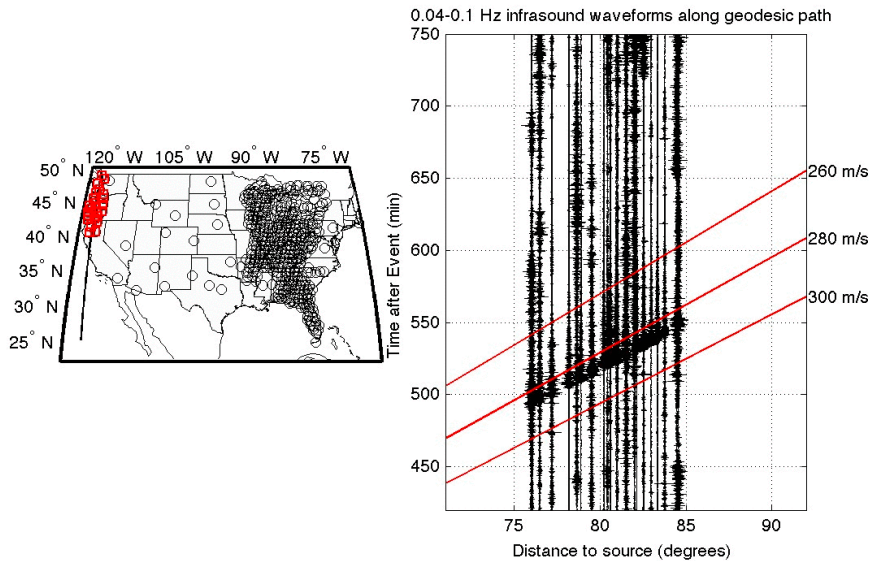 0.04-0.1 Hz infrasound waveforms along geodesic path
120° W 105° W 90° W 75° W
50° N
45° N
40° N
35° N
30° N
25° N
Time after Event (min)
750
700
650
600
550
500
450
260 m/s
280 m/s
300 m/s
75 80 85 90
Distance to source (degrees)